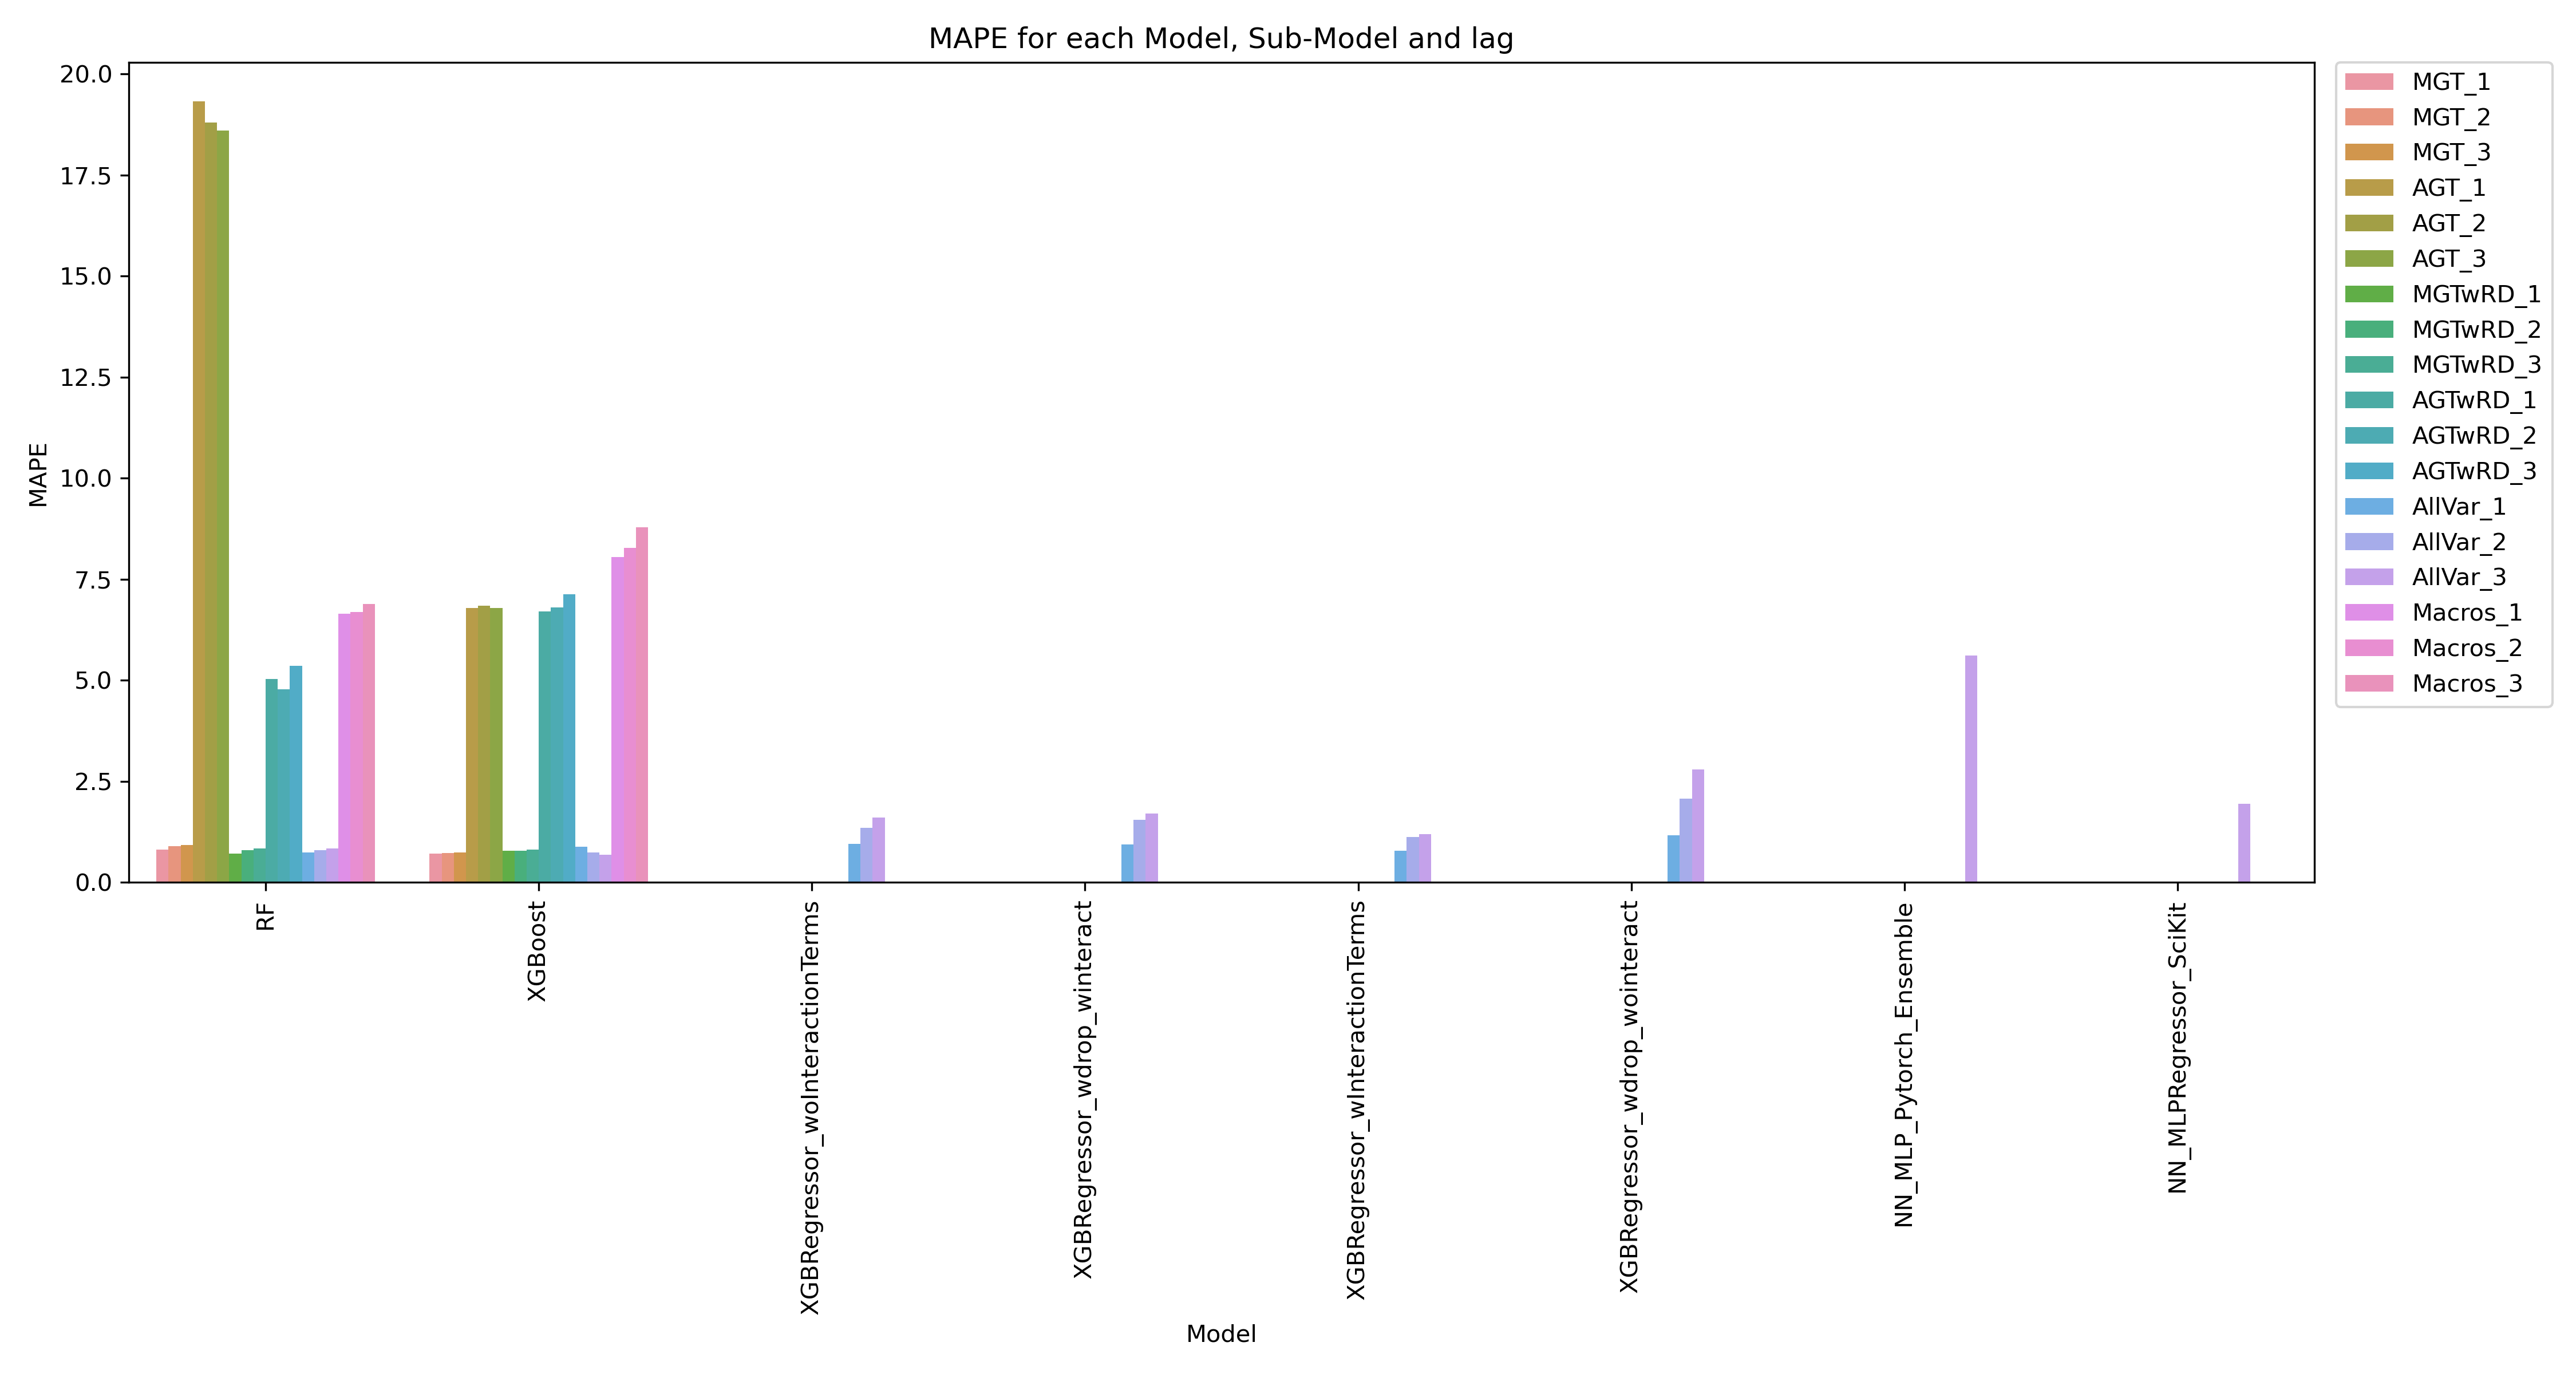 MAPE for each Model, Sub-Model and lag
20.0
17.5
15.0
12.5
10.0
7.5
5.0
2.5
0.0
MAPE
RF
XGBoost
XGBRegressor_woInteractionTerms
XGBRegressor_wdrop_winteract
XGBRegressor_wInteractionTerms
XGBRegressor_wdrop_wointeract
NN_MLP_Pytorch_Ensemble
NN_MLPRegressor_SciKit
Model
MGT_1
MGT_2
MGT_3
AGT_1
AGT_2
AGT_3
MGTwRD_1
MGTwRD_2
MGTwRD_3
AGTwRD_1
AGTwRD_2
AGTwRD_3
AllVar_1
AllVar_2
AllVar_3
Macros_1
Macros_2
Macros_3